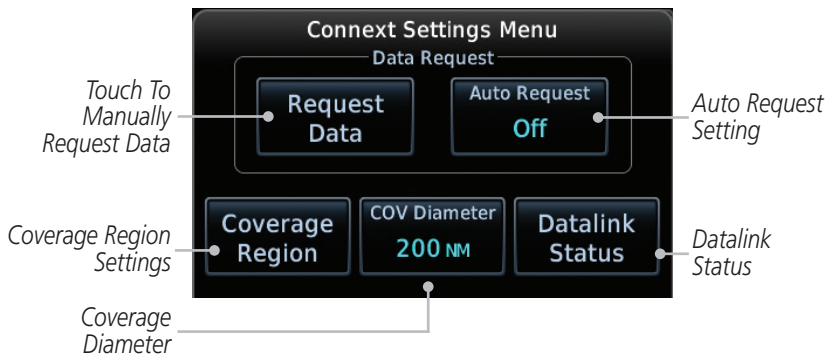 Connext Settings Menu
Data Request
Touch To
Manually
Request Data
Request
Data
Auto Request
Off
Auto Request
Setting
Coverage Region
Settings
Coverage
Region
COV Diameter
200 NM
Datalink
Status
Datalink
Status
Coverage
Diameter